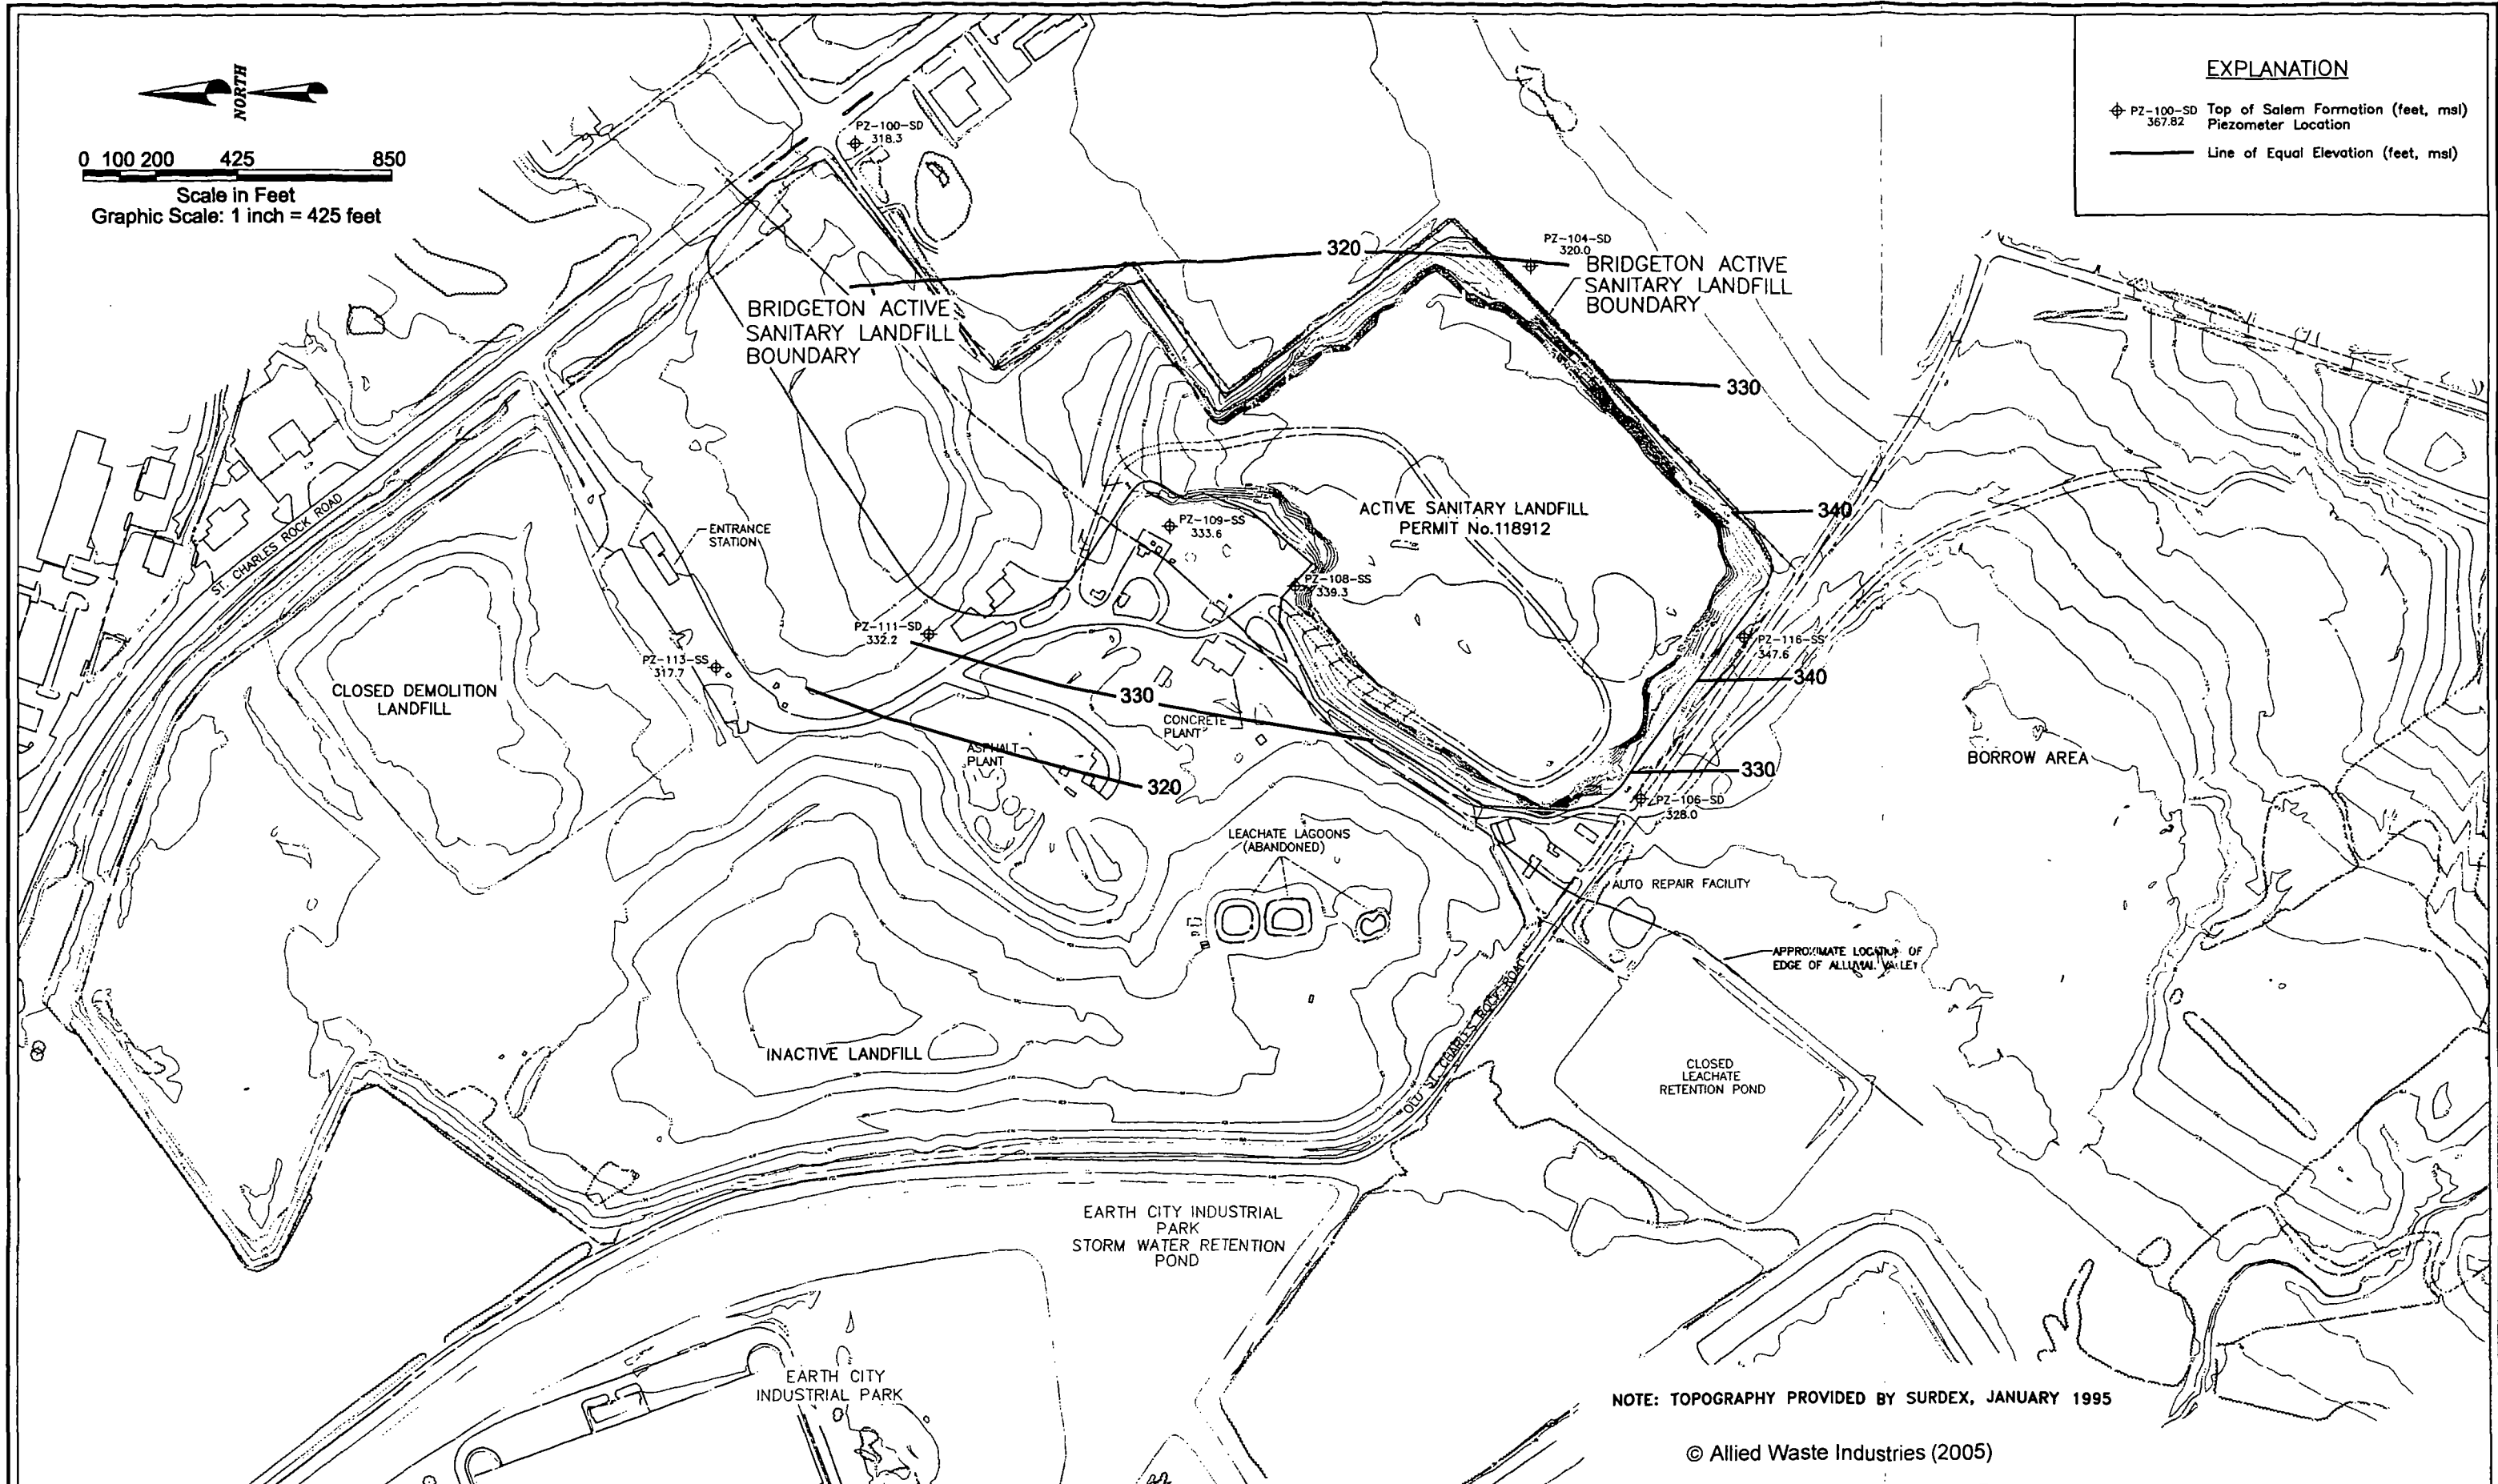 NORTH
0 100 200 425 850
Scale in Feet
Graphic Scale: 1 inch = 425 feet
EXPLANATION
PZ-100-SD Top of Salem Formation (feet, msl)
367.82 Piezometer Location
Line of Equal Elevation (feet, msl)
PZ-100-SD
318.3
320
PZ-104-SD
320.0
BRIDGETON ACTIVE
SANITARY LANDFILL
BOUNDARY
BRIDGETON ACTIVE
SANITARY LANDFILL
BOUNDARY
330
ST. CHARLES ROCK ROAD
ENTRANCE
STATION
PZ-109-SS
333.6
ACTIVE SANITARY LANDFILL
PERMIT No.118912
340
PZ-108-SS
339.3
PZ-111-SD
332.2
PZ-116-SS
347.6
PZ-113-SS
317.7
340
CLOSED DEMOLITION
LANDFILL
330
CONCRETE
PLANT
ASPHALT
PLANT
320
330
BORROW AREA
PZ-106-SD
328.0
LEACHATE LAGOONS
(ABANDONED)
AUTO REPAIR FACILITY
APPROXIMATE LOCATION OF
EDGE OF ALLUVIAL VALLEY
OLD ST. CHARLES ROCK ROAD
INACTIVE LANDFILL
CLOSED
LEACHATE
RETENTION POND
EARTH CITY INDUSTRIAL
PARK
STORM WATER RETENTION
POND
EARTH CITY
INDUSTRIAL PARK
NOTE: TOPOGRAPHY PROVIDED BY SURDEX, JANUARY 1995
© Allied Waste Industries (2005)